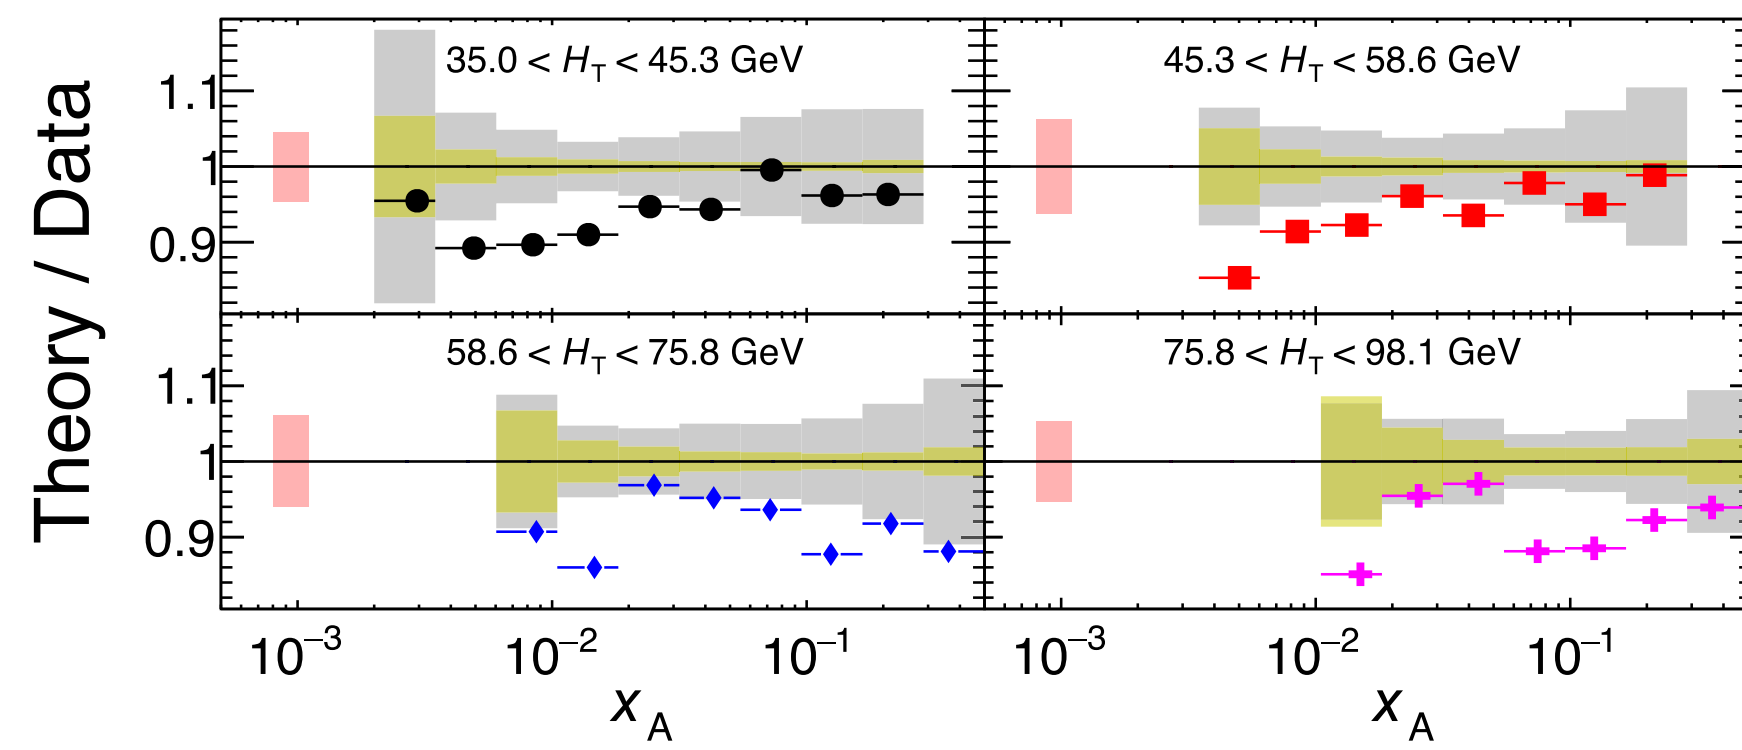 Theory / Data
35.0 < H_T < 45.3 GeV
45.3 < H_T < 58.6 GeV
1.1
1
0.9
58.6 < H_T < 75.8 GeV
75.8 < H_T < 98.1 GeV
1.1
1
0.9
10⁻³ 10⁻² 10⁻¹ 10⁻³ 10⁻² 10⁻¹
x_A x_A